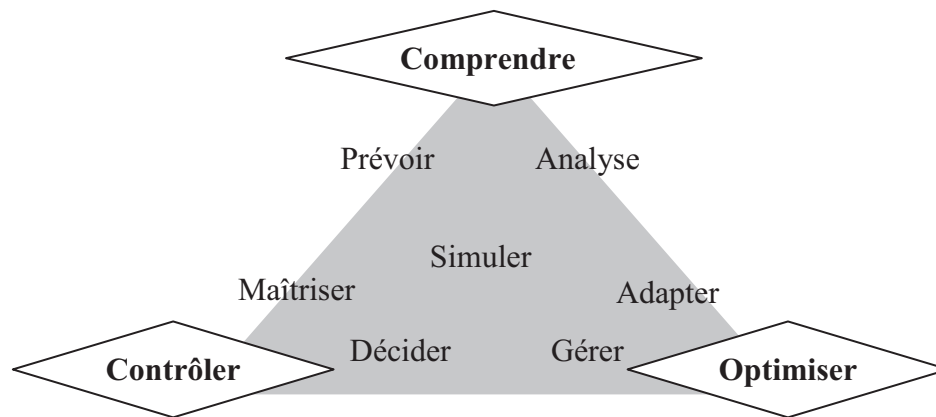 Comprendre
Prévoir
Analyse
Simuler
Maîtriser
Adapter
Décider
Gérer
Contrôler
Optimiser